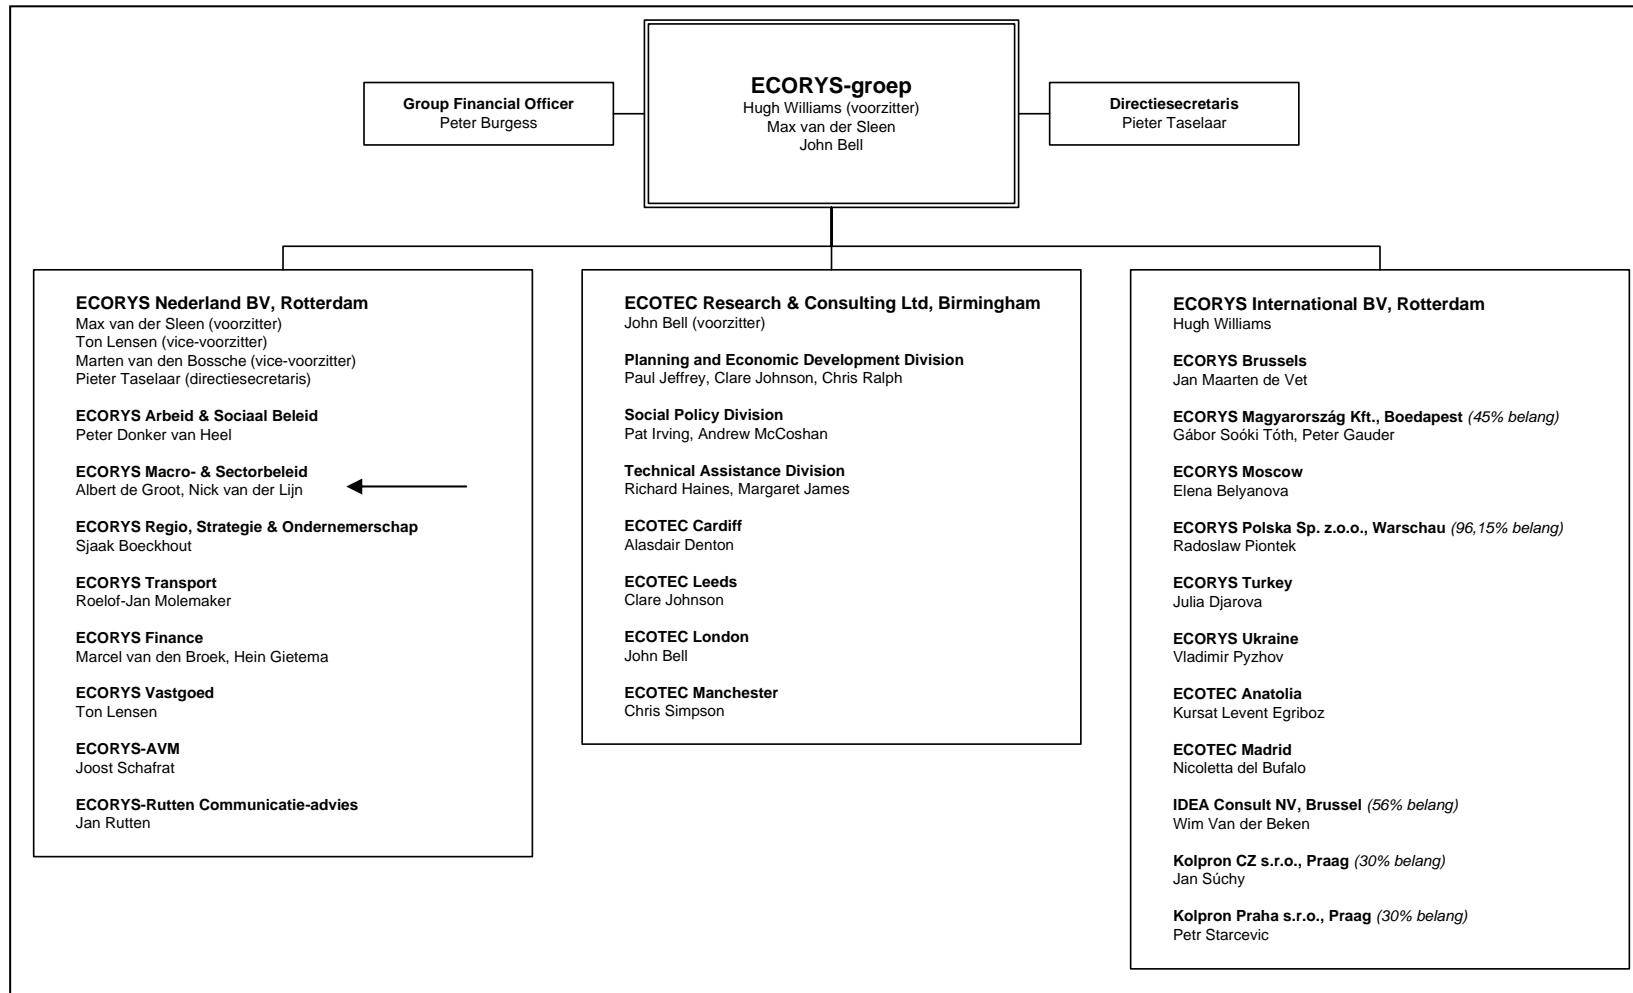 ECORYS-groep
Hugh Williams (voorzitter)
Max van der Sleen
John Bell
Group Financial Officer
Peter Burgess
Directiesecretaris
Pieter Taselaar
ECORYS Nederland BV, Rotterdam
Max van der Sleen (voorzitter)
Ton Lensen (vice-voorzitter)
Marten van den Bossche (vice-voorzitter)
Pieter Taselaar (directiesecretaris)
ECORYS Arbeid & Sociaal Beleid
Peter Donker van Heel
ECORYS Macro- & Sectorbeleid
Albert de Groot, Nick van der Lijn
ECORYS Regio, Strategie & Ondernemerschap
Sjaak Boeckhout
ECORYS Transport
Roelof-Jan Molemaker
ECORYS Finance
Marcel van den Broek, Hein Gietema
ECORYS Vastgoed
Ton Lensen
ECORYS-AVM
Joost Schafrat
ECORYS-Rutten Communicatie-advies
Jan Rutten
ECOTEC Research & Consulting Ltd, Birmingham
John Bell (voorzitter)
Planning and Economic Development Division
Paul Jeffrey, Clare Johnson, Chris Ralph
Social Policy Division
Pat Irving, Andrew McCoshan
Technical Assistance Division
Richard Haines, Margaret James
ECOTEC Cardiff
Alasdair Denton
ECOTEC Leeds
Clare Johnson
ECOTEC London
John Bell
ECOTEC Manchester
Chris Simpson
ECORYS International BV, Rotterdam
Hugh Williams
ECORYS Brussels
Jan Maarten de Vet
ECORYS Magyarország Kft., Boedapest (45% belang)
Gábor Soóki Tóth, Peter Gauder
ECORYS Moscow
Elena Belyanova
ECORYS Polska Sp. z.o.o., Warschau (96,15% belang)
Radoslaw Piontek
ECORYS Turkey
Julia Djarova
ECORYS Ukraine
Vladimir Pyzhov
ECOTEC Anatolia
Kursat Levent Egriboz
ECOTEC Madrid
Nicoletta del Bufalo
IDEA Consult NV, Brussel (56% belang)
Wim Van der Beken
Kolpron CZ s.r.o., Praag (30% belang)
Jan Súchy
Kolpron Praha s.r.o., Praag (30% belang)
Petr Starcevic